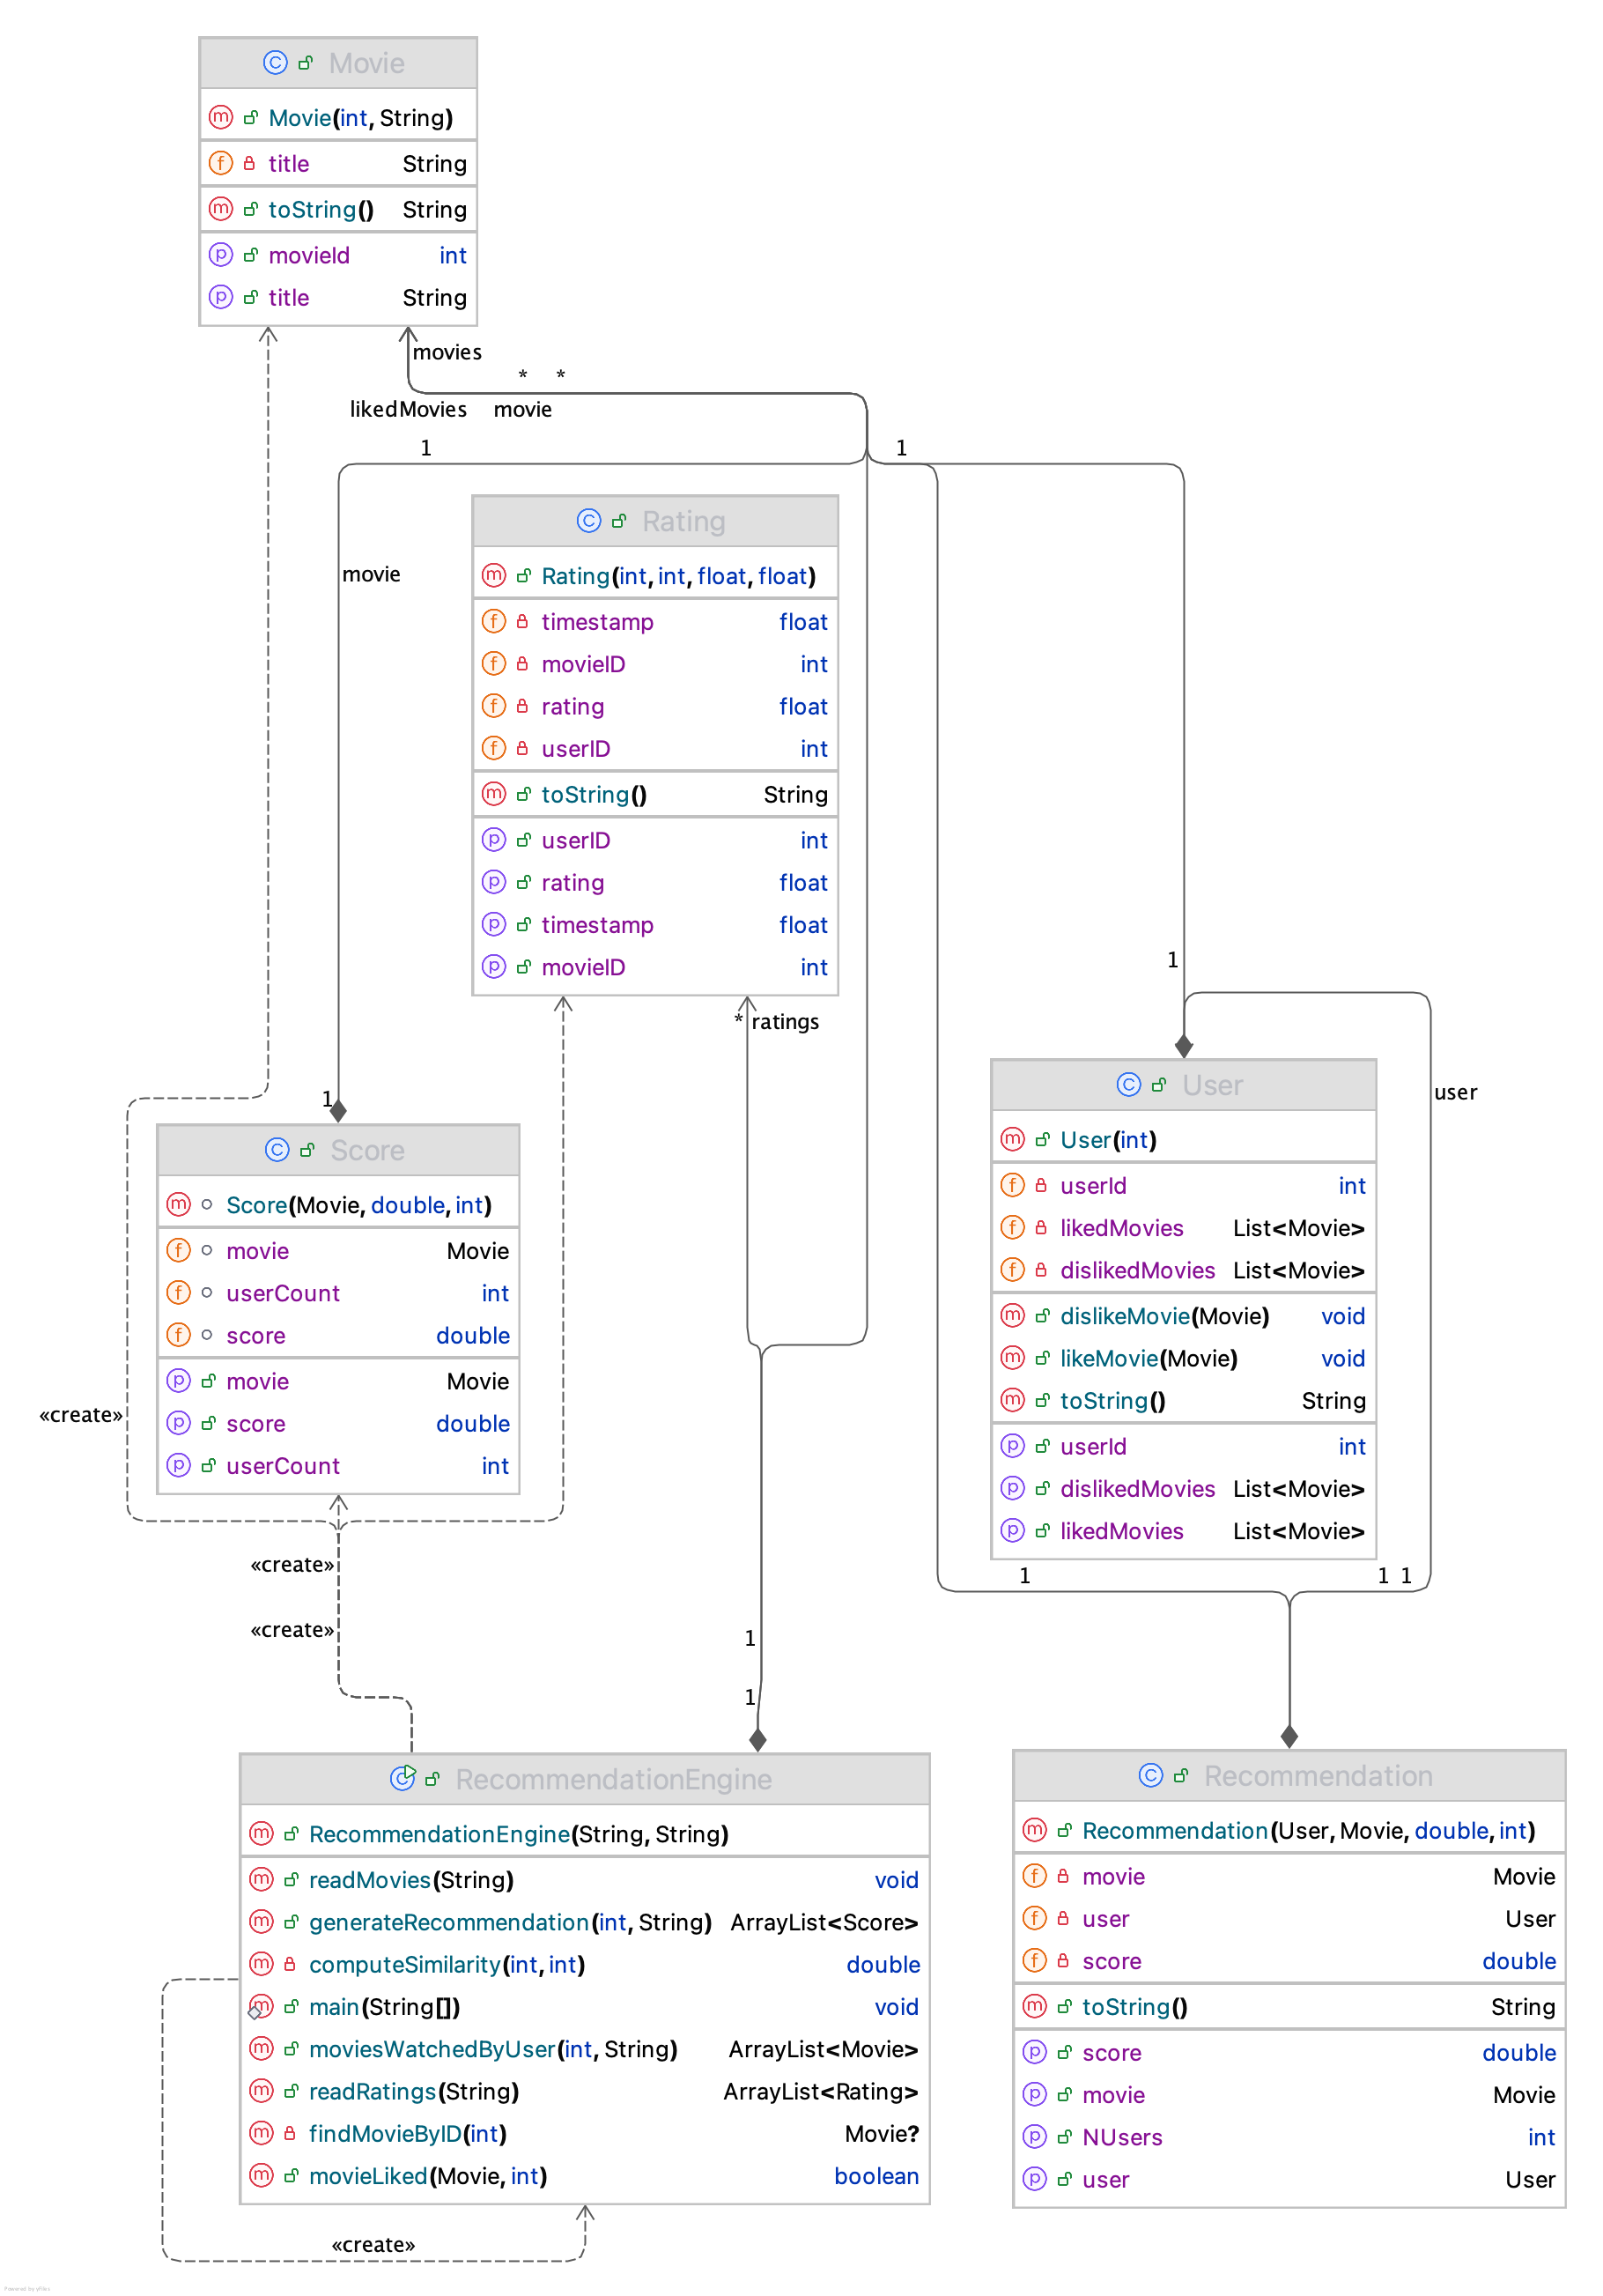 Movie
Movie(int, String)
title String
toString() String
movieId int
title String
movies
* *
likedMovies movie
1 1
Rating
Rating(int, int, float, float)
timestamp float
movieID int
rating float
userID int
toString() String
userID int
rating float
timestamp float
movieID int
movie
1
* ratings
1
user
Score
Score(Movie, double, int)
movie Movie
userCount int
score double
movie Movie
score double
userCount int
User
User(int)
userId int
likedMovies List<Movie>
dislikedMovies List<Movie>
dislikeMovie(Movie) void
likeMovie(Movie) void
toString() String
userId int
dislikedMovies List<Movie>
likedMovies List<Movie>
«create»
«create»
«create»
1 1 1
1
1
RecommendationEngine
RecommendationEngine(String, String)
readMovies(String) void
generateRecommendation(int, String) ArrayList<Score>
computeSimilarity(int, int) double
main(String[]) void
moviesWatchedByUser(int, String) ArrayList<Movie>
readRatings(String) ArrayList<Rating>
findMovieByID(int) Movie?
movieLiked(Movie, int) boolean
«create»
Recommendation
Recommendation(User, Movie, double, int)
movie Movie
user User
score double
toString() String
score double
movie Movie
NUsers int
user User
Powered by yFiles